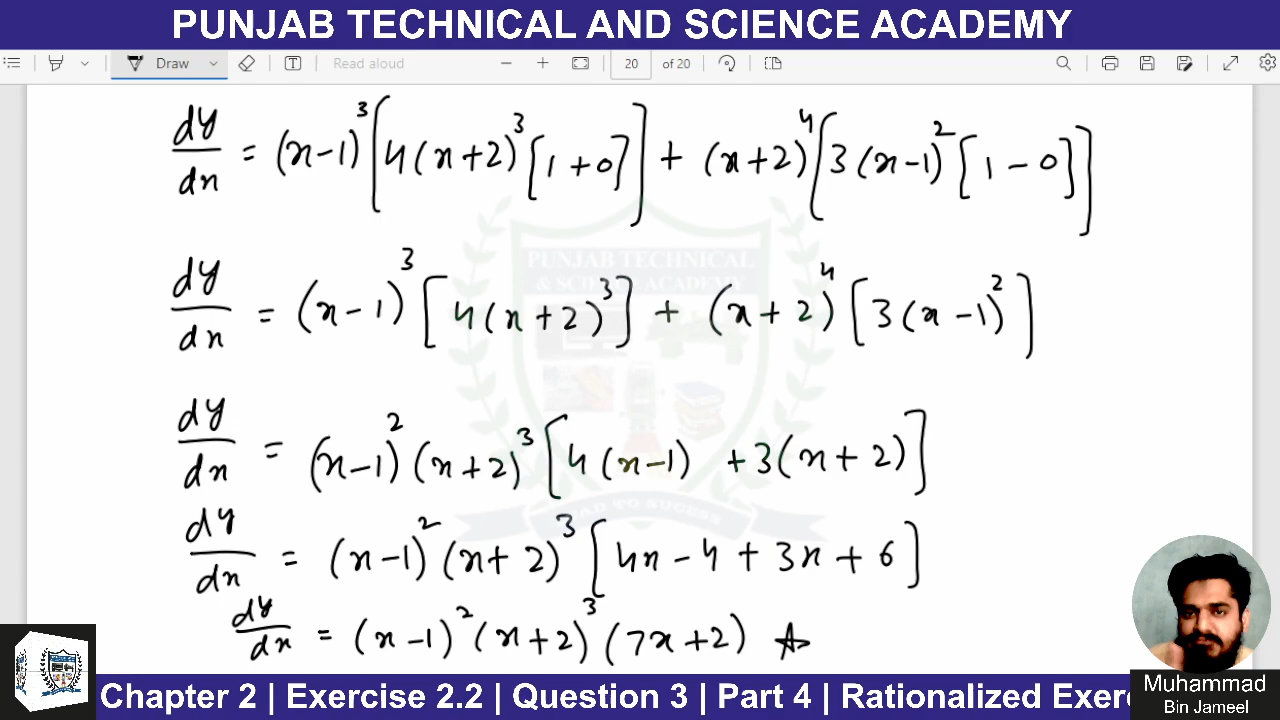 PUNJAB TECHNICAL AND SCIENCE ACADEMY
Draw Read aloud 20 of 20
dy/dx = (x-1)³[4(x+2)³[1+0]] + (x+2)⁴[3(x-1)²[1-0]]
PUNJAB TECHNICAL
& SCIENCE ACADEMY
dy/dx = (x-1)³[4(x+2)³] + (x+2)⁴[3(x-1)²]
dy/dx = (x-1)²(x+2)³[4(x-1) +3(x+2)]
dy/dx = (x-1)²(x+2)³[4x-4+3x+6]
dy/dx = (x-1)²(x+2)³(7x+2)
Chapter 2 | Exercise 2.2 | Question 3 | Part 4 | Rationalized Exer
Muhammad
Bin Jameel